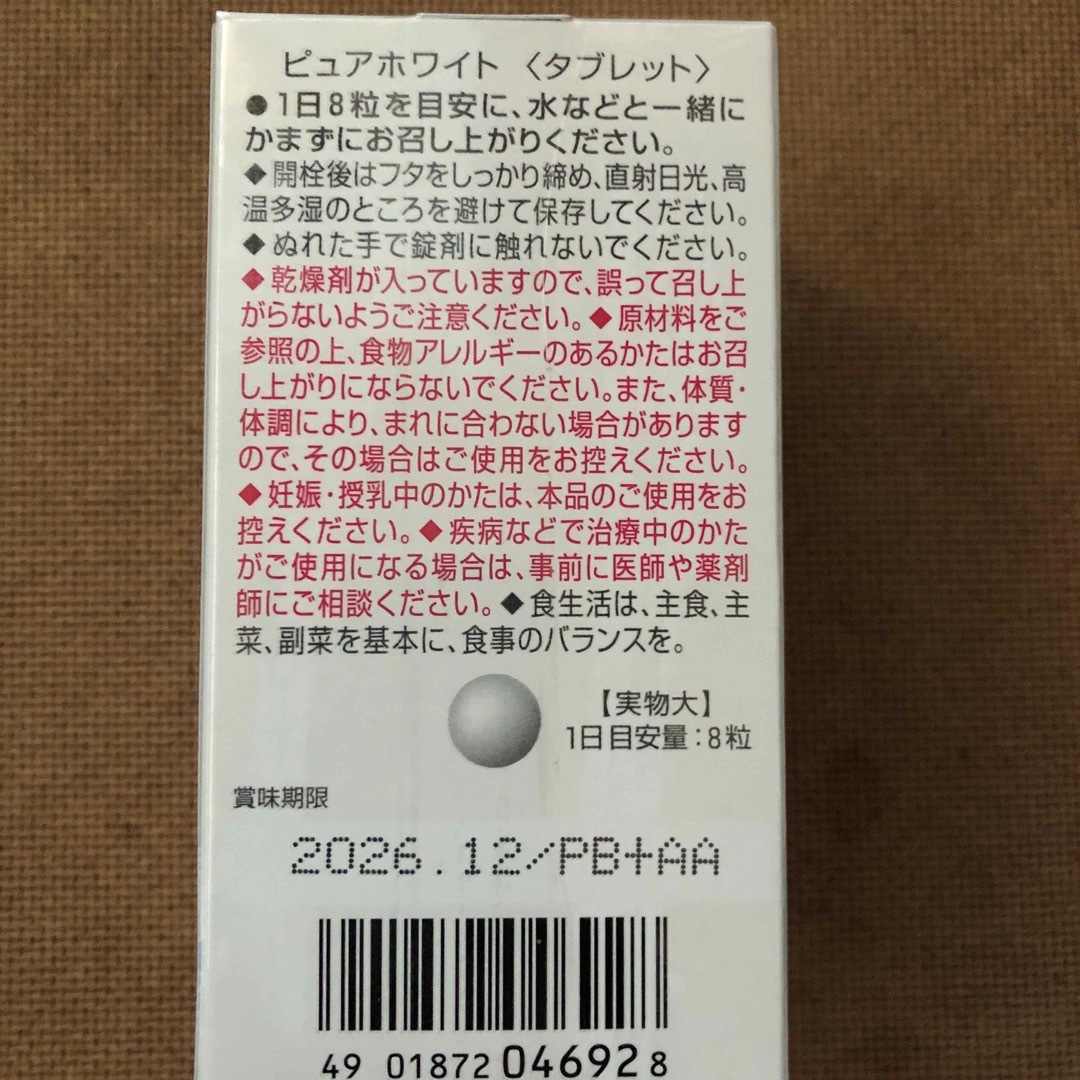 ピュアホワイト〈タブレット〉
●1日8粒を目安に、水などと一緒に
かまずにお召し上がりください。
◆開栓後はフタをしっかり締め、直射日光、高
温多湿のところを避けて保存してください。
◆ぬれた手で錠剤に触れないでください。
◆乾燥剤が入っていますので、誤って召し上
がらないようご注意ください。◆原材料をご
参照の上、食物アレルギーのあるかたはお召
し上がりにならないでください。また、体質・
体調により、まれに合わない場合があります
ので、その場合はご使用をお控えください。
◆妊娠・授乳中のかたは、本品のご使用をお
控えください。◆疾病などで治療中のかた
がご使用になる場合は、事前に医師や薬剤
師にご相談ください。◆食生活は、主食、主
菜、副菜を基本に、食事のバランスを。
【実物大】
1日目安量：8粒
賞味期限
2026.12/PB+AA
49 01872 04692 8